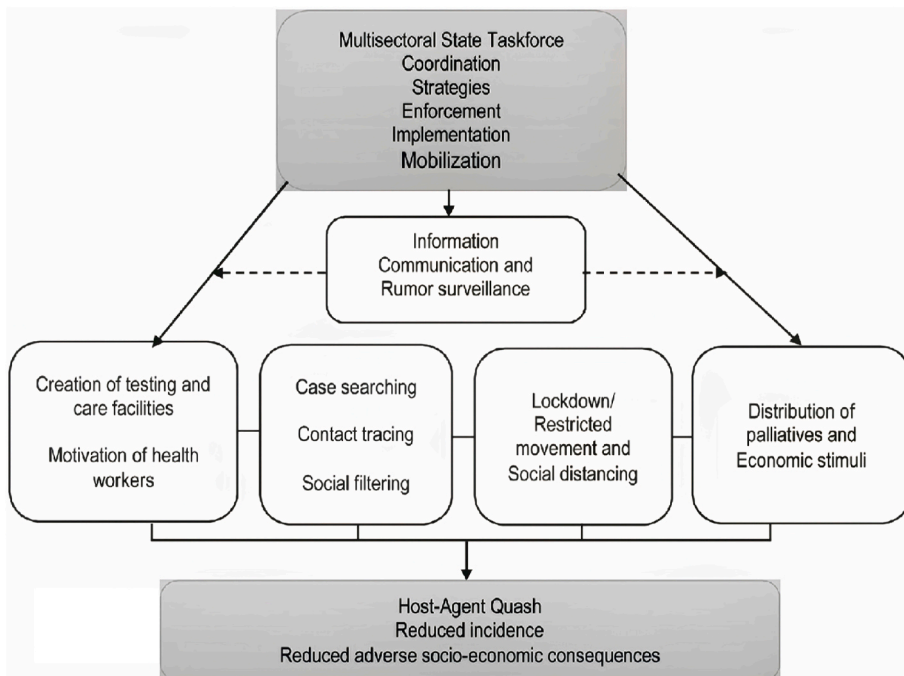 Multisectoral State Taskforce
Coordination
Strategies
Enforcement
Implementation
Mobilization
Information
Communication and
Rumor surveillance
Creation of testing and
care facilities
Motivation of health
workers
Case searching
Contact tracing
Social filtering
Lockdown/
Restricted
movement and
Social distancing
Distribution of
palliatives and
Economic stimuli
Host-Agent Quash
Reduced incidence
Reduced adverse socio-economic consequences